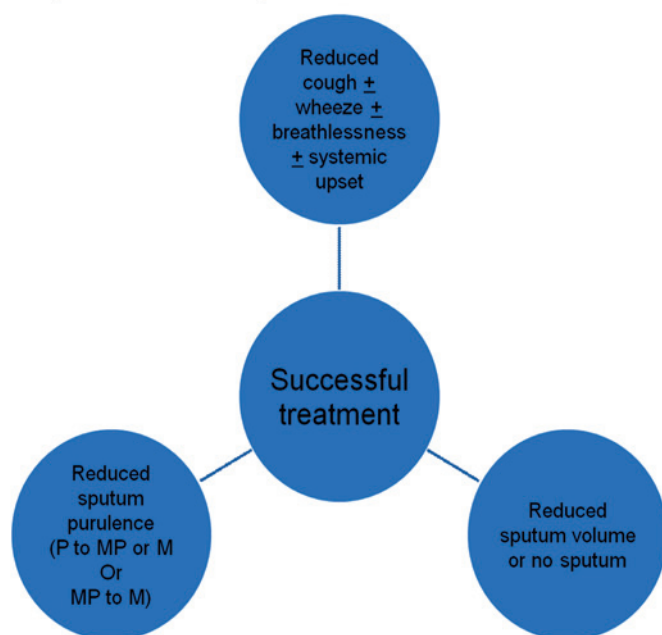 Reduced
cough ±
wheeze ±
breathlessness
± systemic
upset
Successful
treatment
Reduced
sputum
purulence
(P to MP or M
Or
MP to M)
Reduced
sputum volume
or no sputum